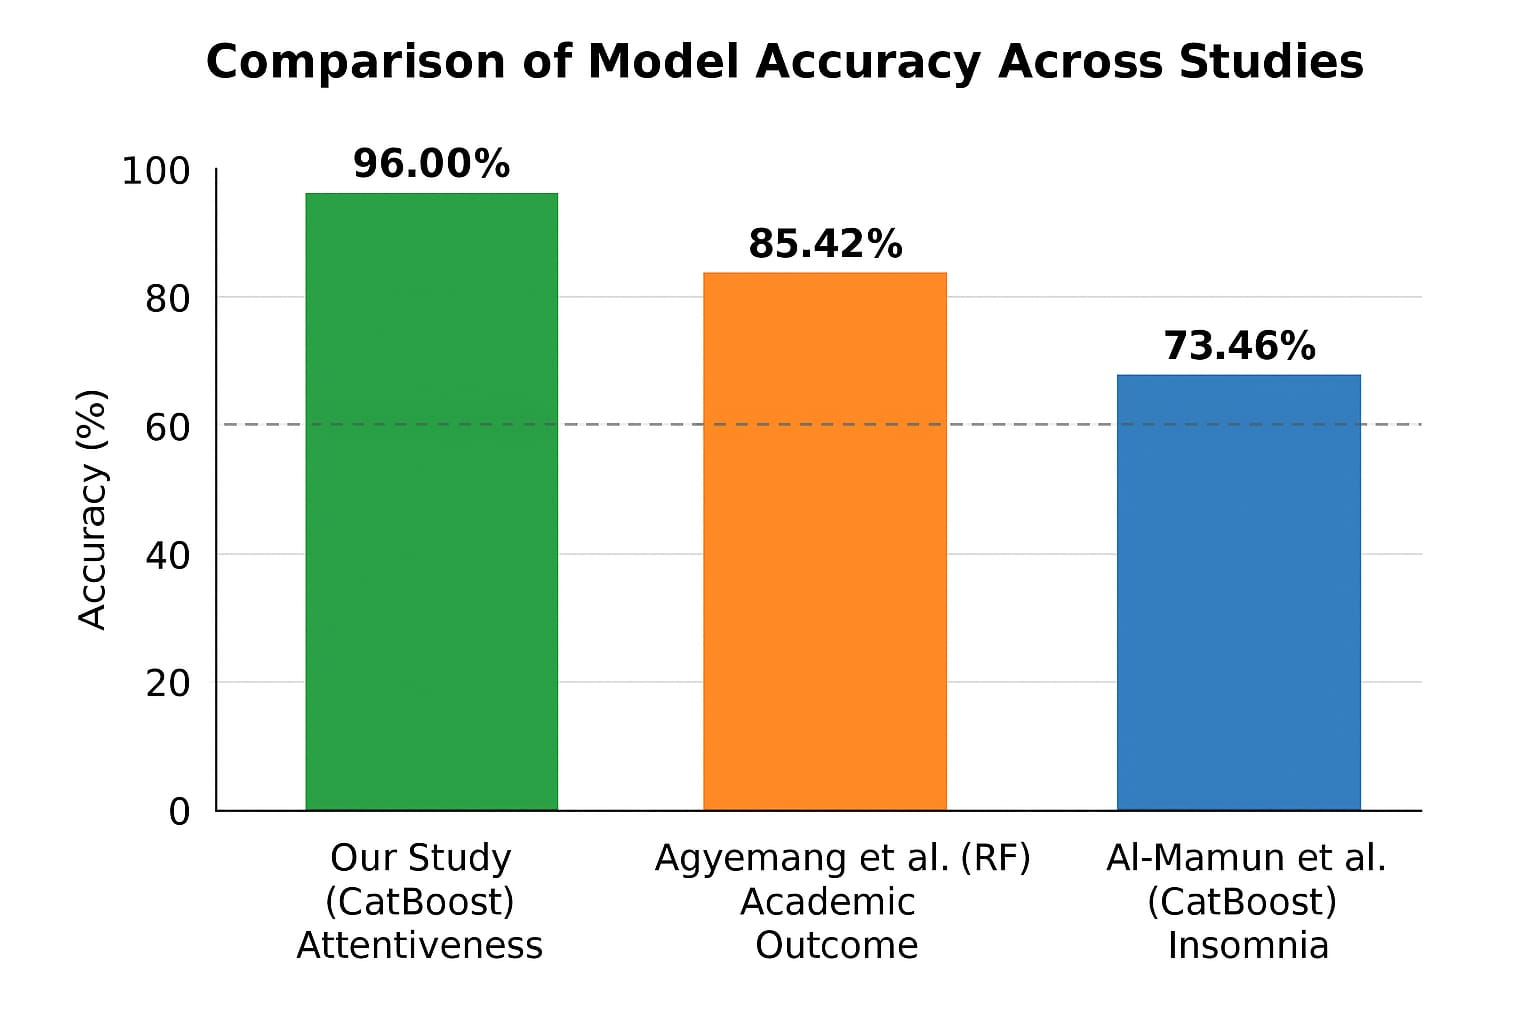 Comparison of Model Accuracy Across Studies
96.00%
85.42%
73.46%
100
80
60
40
20
0
Accuracy (%)
Our Study
(CatBoost)
Attentiveness
Agyemang et al. (RF)
Academic
Outcome
Al-Mamun et al.
(CatBoost)
Insomnia